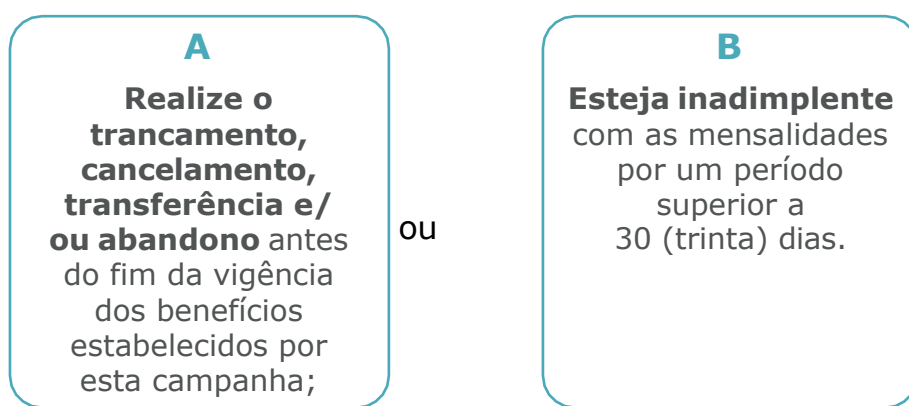 A
Realize o
trancamento,
cancelamento,
transferência e/
ou abandono antes
do fim da vigência
dos benefícios
estabelecidos por
esta campanha;
ou
B
Esteja inadimplente
com as mensalidades
por um período
superior a
30 (trinta) dias.